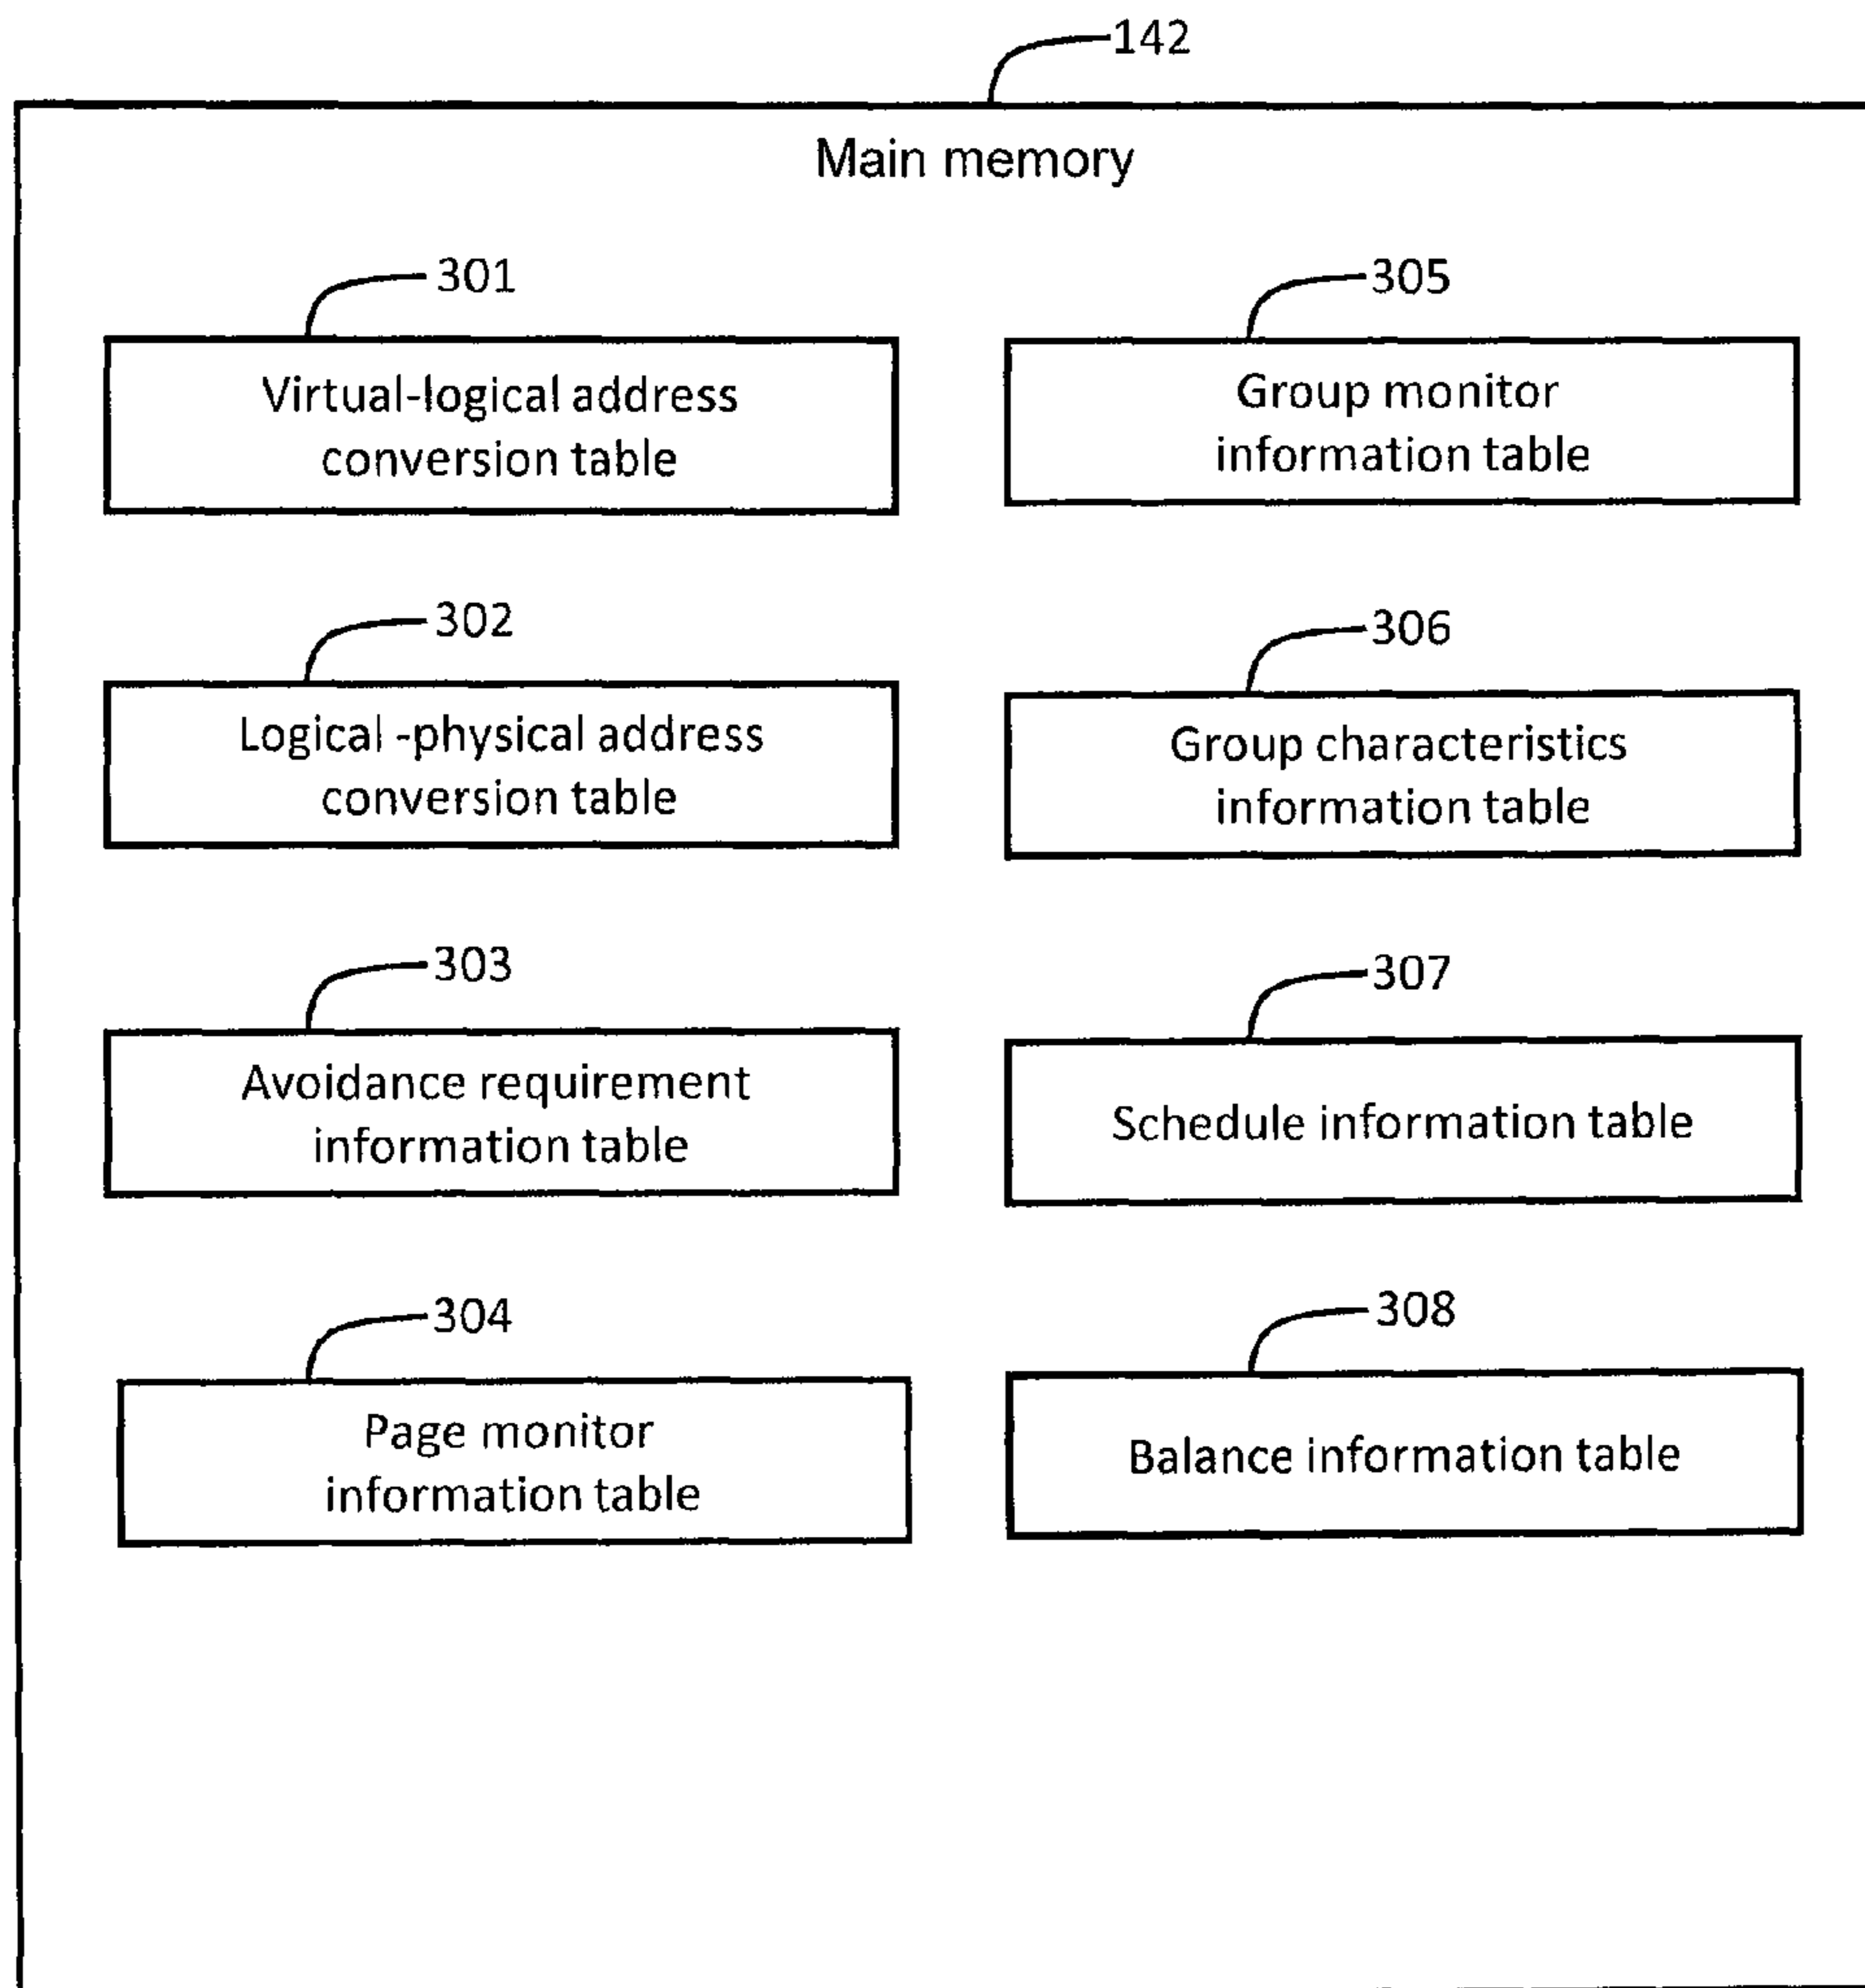 142
Main memory
301
Virtual-logical address
conversion table
305
Group monitor
information table
302
Logical -physical address
conversion table
306
Group characteristics
information table
303
Avoidance requirement
information table
307
Schedule information table
304
Page monitor
information table
308
Balance information table